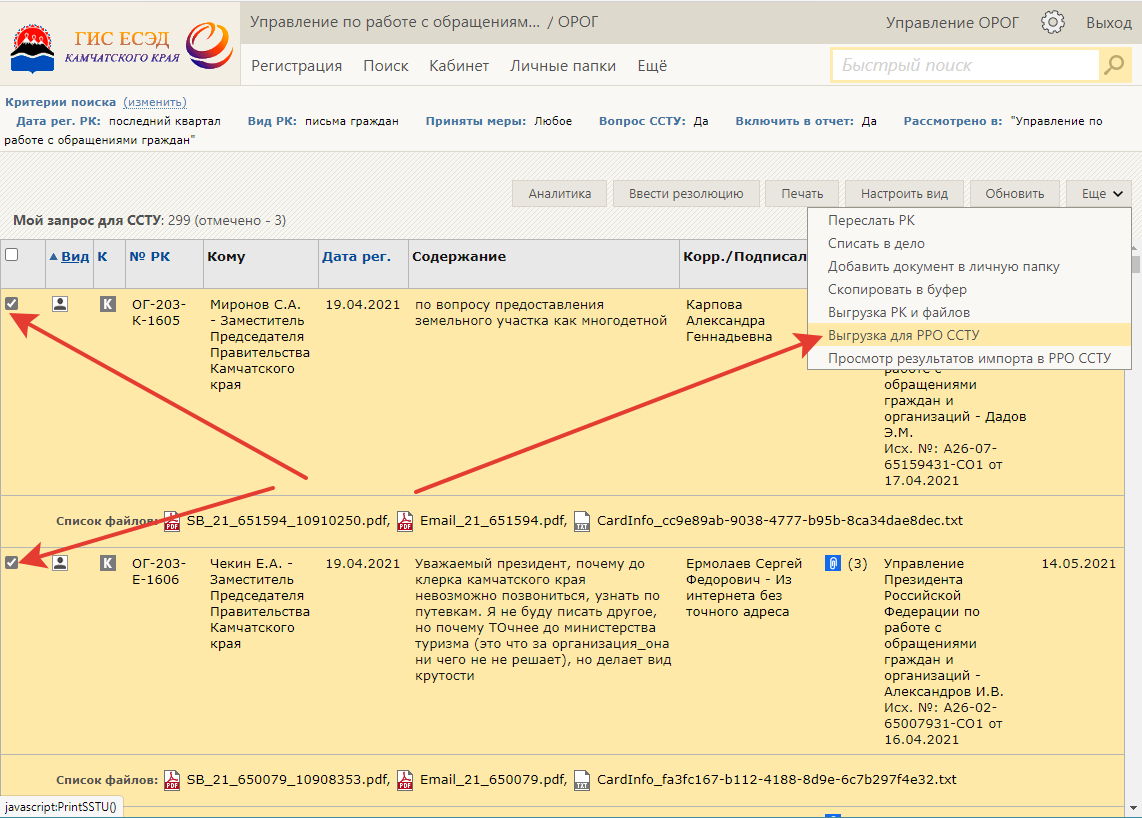 ГИС ЕСЭД
КАМЧАТСКОГО КРАЯ
Управление по работе с обращениям... / ОРОГ
Управление ОРОГ
Выход
Регистрация Поиск Кабинет Личные папки Ещё
Быстрый поиск
Критерии поиска (изменить)
Дата рег. РК: последний квартал Вид РК: письма граждан Приняты меры: Любое Вопрос ССТУ: Да Включить в отчет: Да Рассмотрено в: "Управление по
работе с обращениями граждан"
Аналитика Ввести резолюцию Печать Настроить вид Обновить Еще
Мой запрос для ССТУ: 299 (отмечено - 3)
Переслать РК
Списать в дело
Добавить документ в личную папку
Скопировать в буфер
Выгрузка РК и файлов
Выгрузка для РРО ССТУ
Просмотр результатов импорта в РРО ССТУ
Вид К № РК Кому Дата рег. Содержание Корр./Подписал
К
ОГ-203-
К-1605
Миронов С.А.
- Заместитель
Председателя
Правительства
Камчатского
края
19.04.2021
по вопросу предоставления
земельного участка как многодетной
Карпова
Александра
Геннадьевна
работе с
обращениями
граждан и
организаций - Дадов
Э.М.
Исх. №: А26-07-
65159431-СО1 от
17.04.2021
Список файлов: SB_21_651594_10910250.pdf, Email_21_651594.pdf, CardInfo_cc9e89ab-9038-4777-b95b-8ca34dae8dec.txt
К
ОГ-203-
Е-1606
Чекин Е.А. -
Заместитель
Председателя
Правительства
Камчатского
края
19.04.2021
Уважаемый президент, почему до
клерка камчатского края
невозможно позвониться, узнать по
путевкам. Я не буду писать другое,
но почему ТОчнее до министерства
туризма (это что за организация_она
ни чего не не решает), но делает вид
крутости
Ермолаев Сергей
Федорович - Из
интернета без
точного адреса
(3)
Управление
Президента
Российской
Федерации по
работе с
обращениями
граждан и
организаций -
Александров И.В.
Исх. №: А26-02-
65007931-СО1 от
16.04.2021
14.05.2021
Список файлов: SB_21_650079_10908353.pdf, Email_21_650079.pdf, CardInfo_fa3fc167-b112-4188-8d9e-6c7b297f4e32.txt
javascript:PrintSSTU()